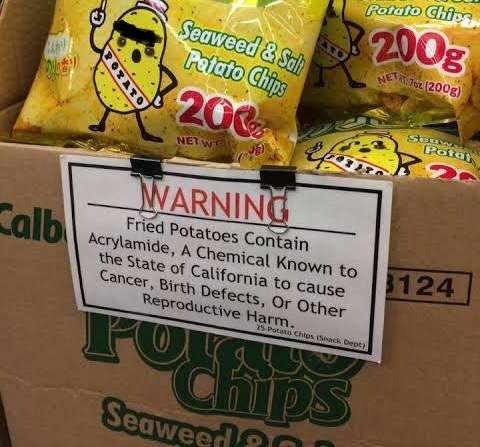 Seaweed & Salt
Potato Chips
POTATO
200g
NET WT
Potato Chips
200g
NET WT. 7oz (200g)
POTATO
WARNING
Fried Potatoes Contain
Acrylamide, A Chemical Known to
the State of California to cause
Cancer, Birth Defects, Or Other
Reproductive Harm.
25-Potato Chips (Snack Dept)
Calb
3124
Potato
Chips
Seaweed &